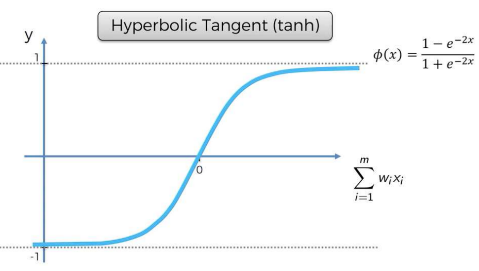 Hyperbolic Tangent (tanh)
y
1
ϕ(x) = (1 − e^{−2x}) / (1 + e^{−2x})
0
m
∑ w_i x_i
i=1
-1